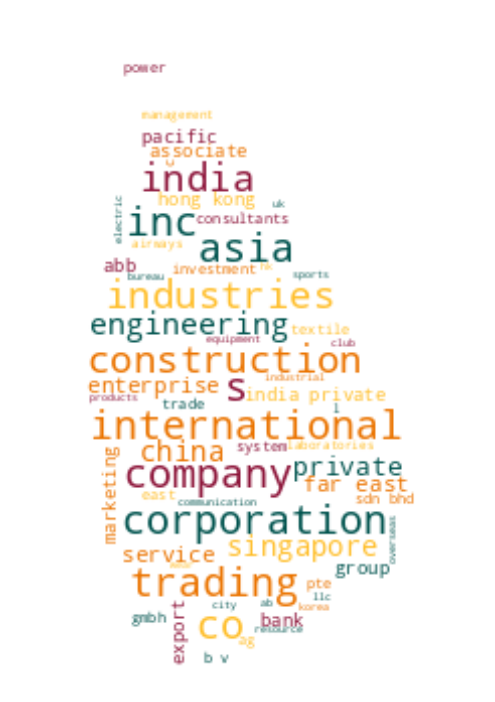 power
management
pacific
associate
india
hong kong
uk
electric
inc
consultants
airways
asia
abb
bureau
investment
hk
sports
industries
engineering
textile
equipment
club
construction
industrial
enterprise
s
india private
products
trade
l
international
china
system
laboratories
marketing
company
private
far east
east
communication
sdn bhd
corporation
overseas
service
singapore
group
trading
pte
llc
gmbh
export
city
ab
korea
co
bank
resource
ag
b v